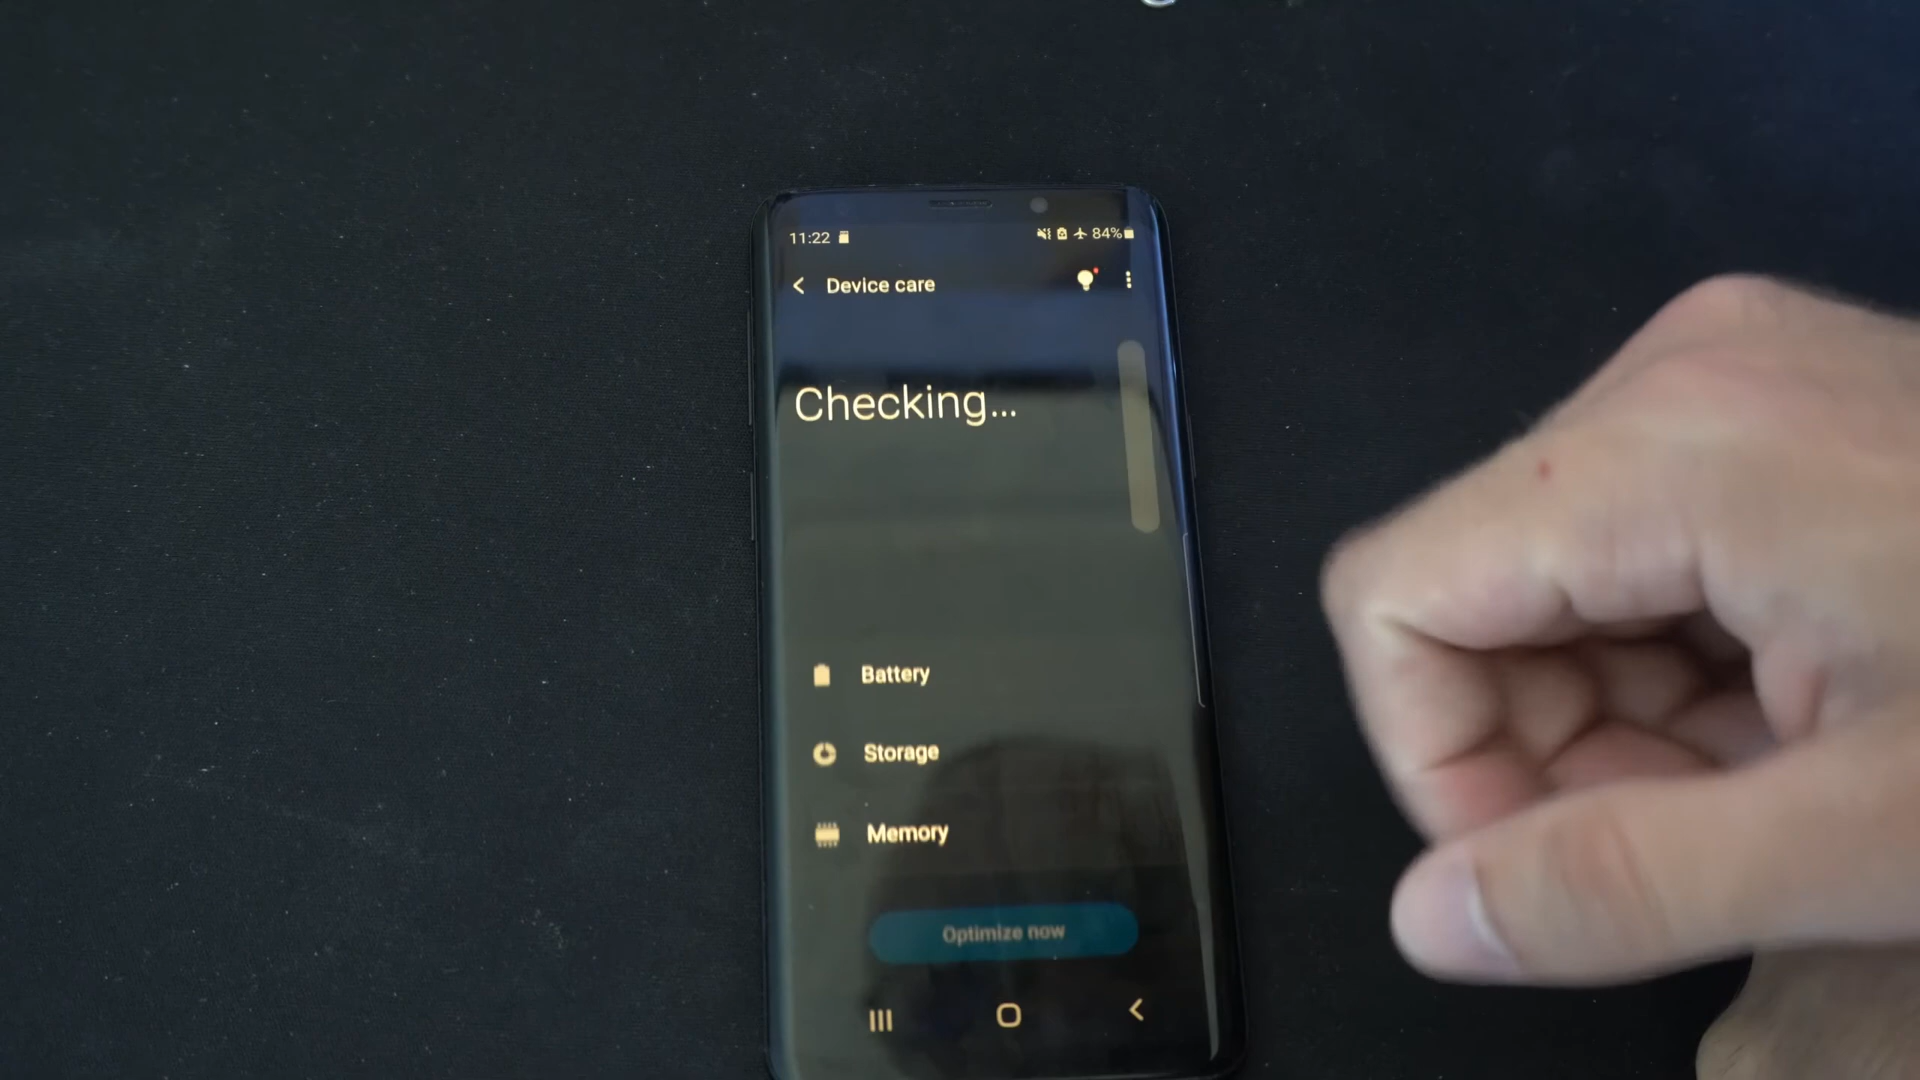 11:22 84%
Device care
Checking...
Battery
Storage
Memory
Optimize now